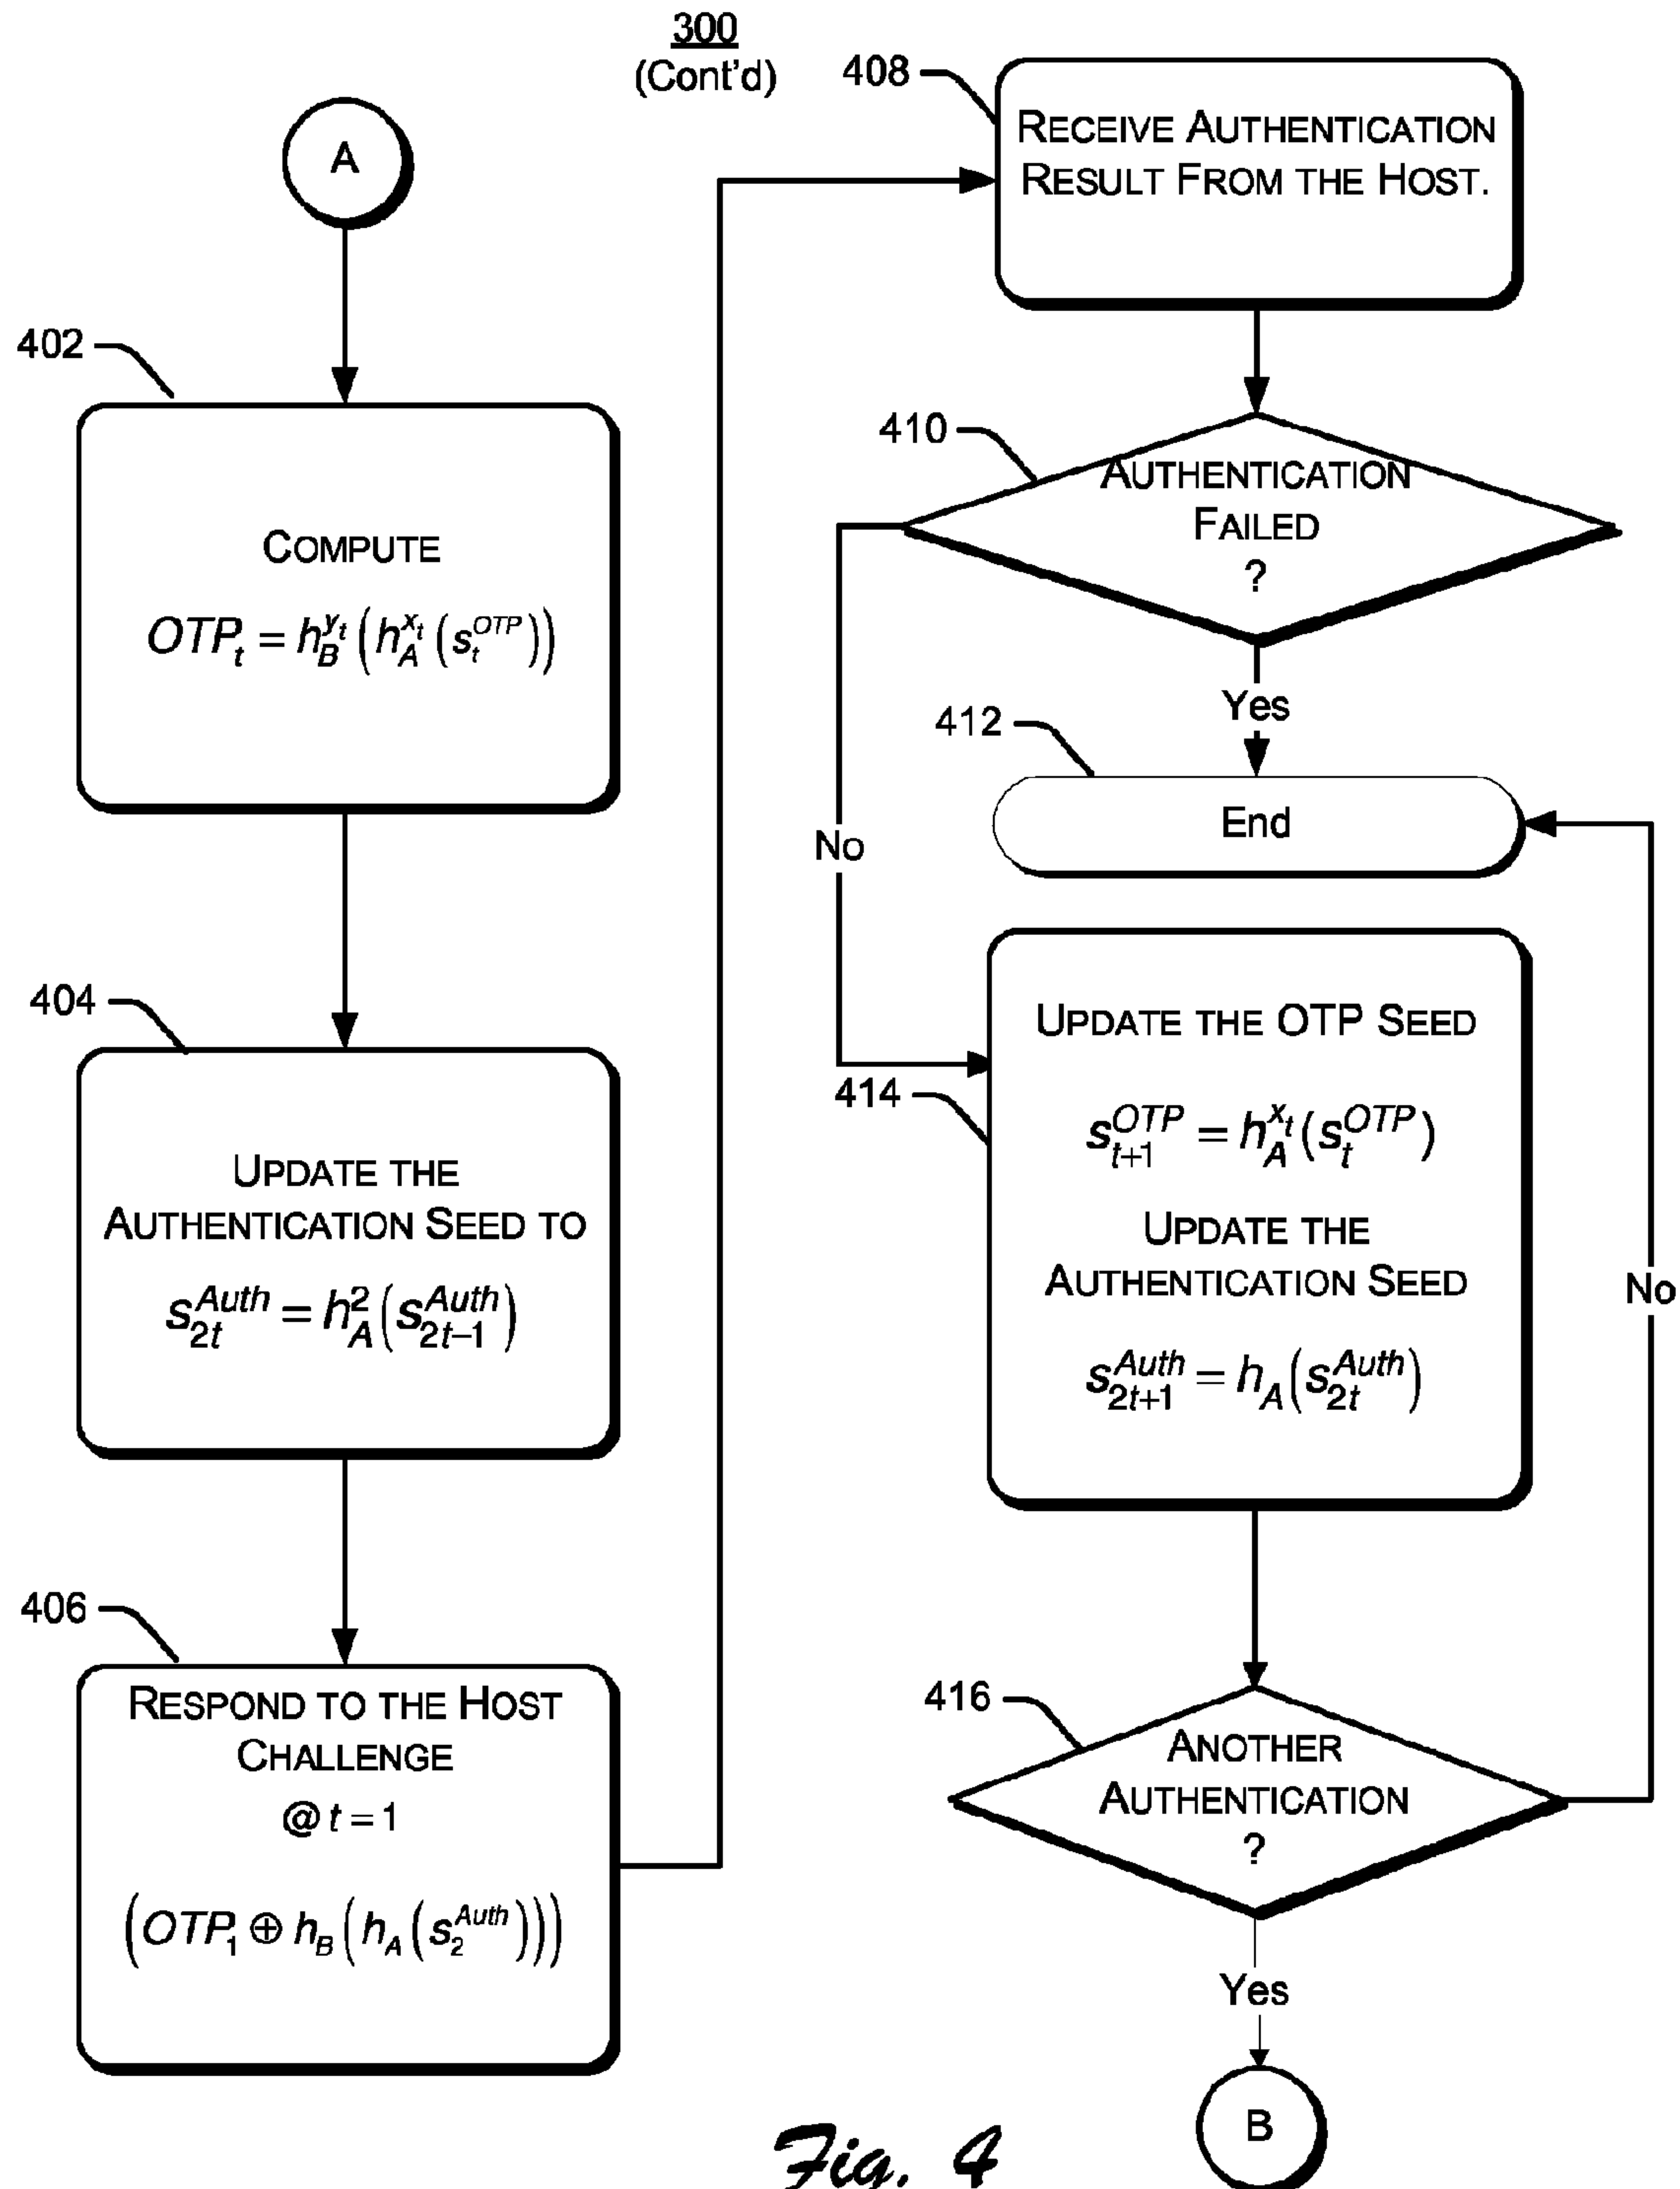 300
(Cont'd)
A
402
COMPUTE
OTP_t = h_B^{y_t}(h_A^{x_t}(s_t^{OTP}))
404
UPDATE THE
AUTHENTICATION SEED TO
s_{2t}^{Auth} = h_A^2(s_{2t-1}^{Auth})
406
RESPOND TO THE HOST
CHALLENGE
@ t = 1
(OTP_1 ⊕ h_B(h_A(s_2^{Auth})))
408
RECEIVE AUTHENTICATION
RESULT FROM THE HOST.
410
AUTHENTICATION
FAILED
?
Yes
No
412
End
414
UPDATE THE OTP SEED
s_{t+1}^{OTP} = h_A^{x_t}(s_t^{OTP})
UPDATE THE
AUTHENTICATION SEED
s_{2t+1}^{Auth} = h_A(s_{2t}^{Auth})
416
ANOTHER
AUTHENTICATION
?
No
Yes
B
Fig. 4